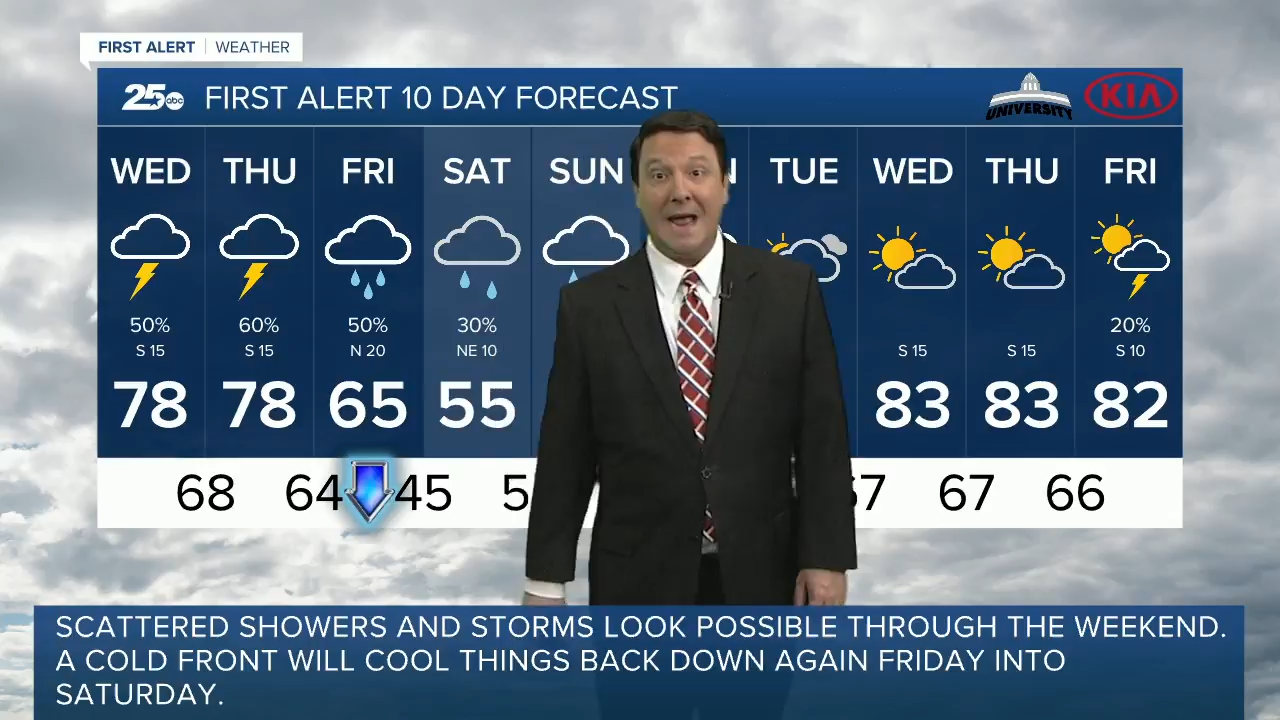 FIRST ALERT | WEATHER
25 abc FIRST ALERT 10 DAY FORECAST UNIVERSITY KIA
WED THU FRI SAT SUN TUE WED THU FRI
50% 60% 50% 30% 20%
S 15 S 15 N 20 NE 10 S 15 S 15 S 10
78 78 65 55 83 83 82
68 64 45 67 66
SCATTERED SHOWERS AND STORMS LOOK POSSIBLE THROUGH THE WEEKEND.
A COLD FRONT WILL COOL THINGS BACK DOWN AGAIN FRIDAY INTO
SATURDAY.